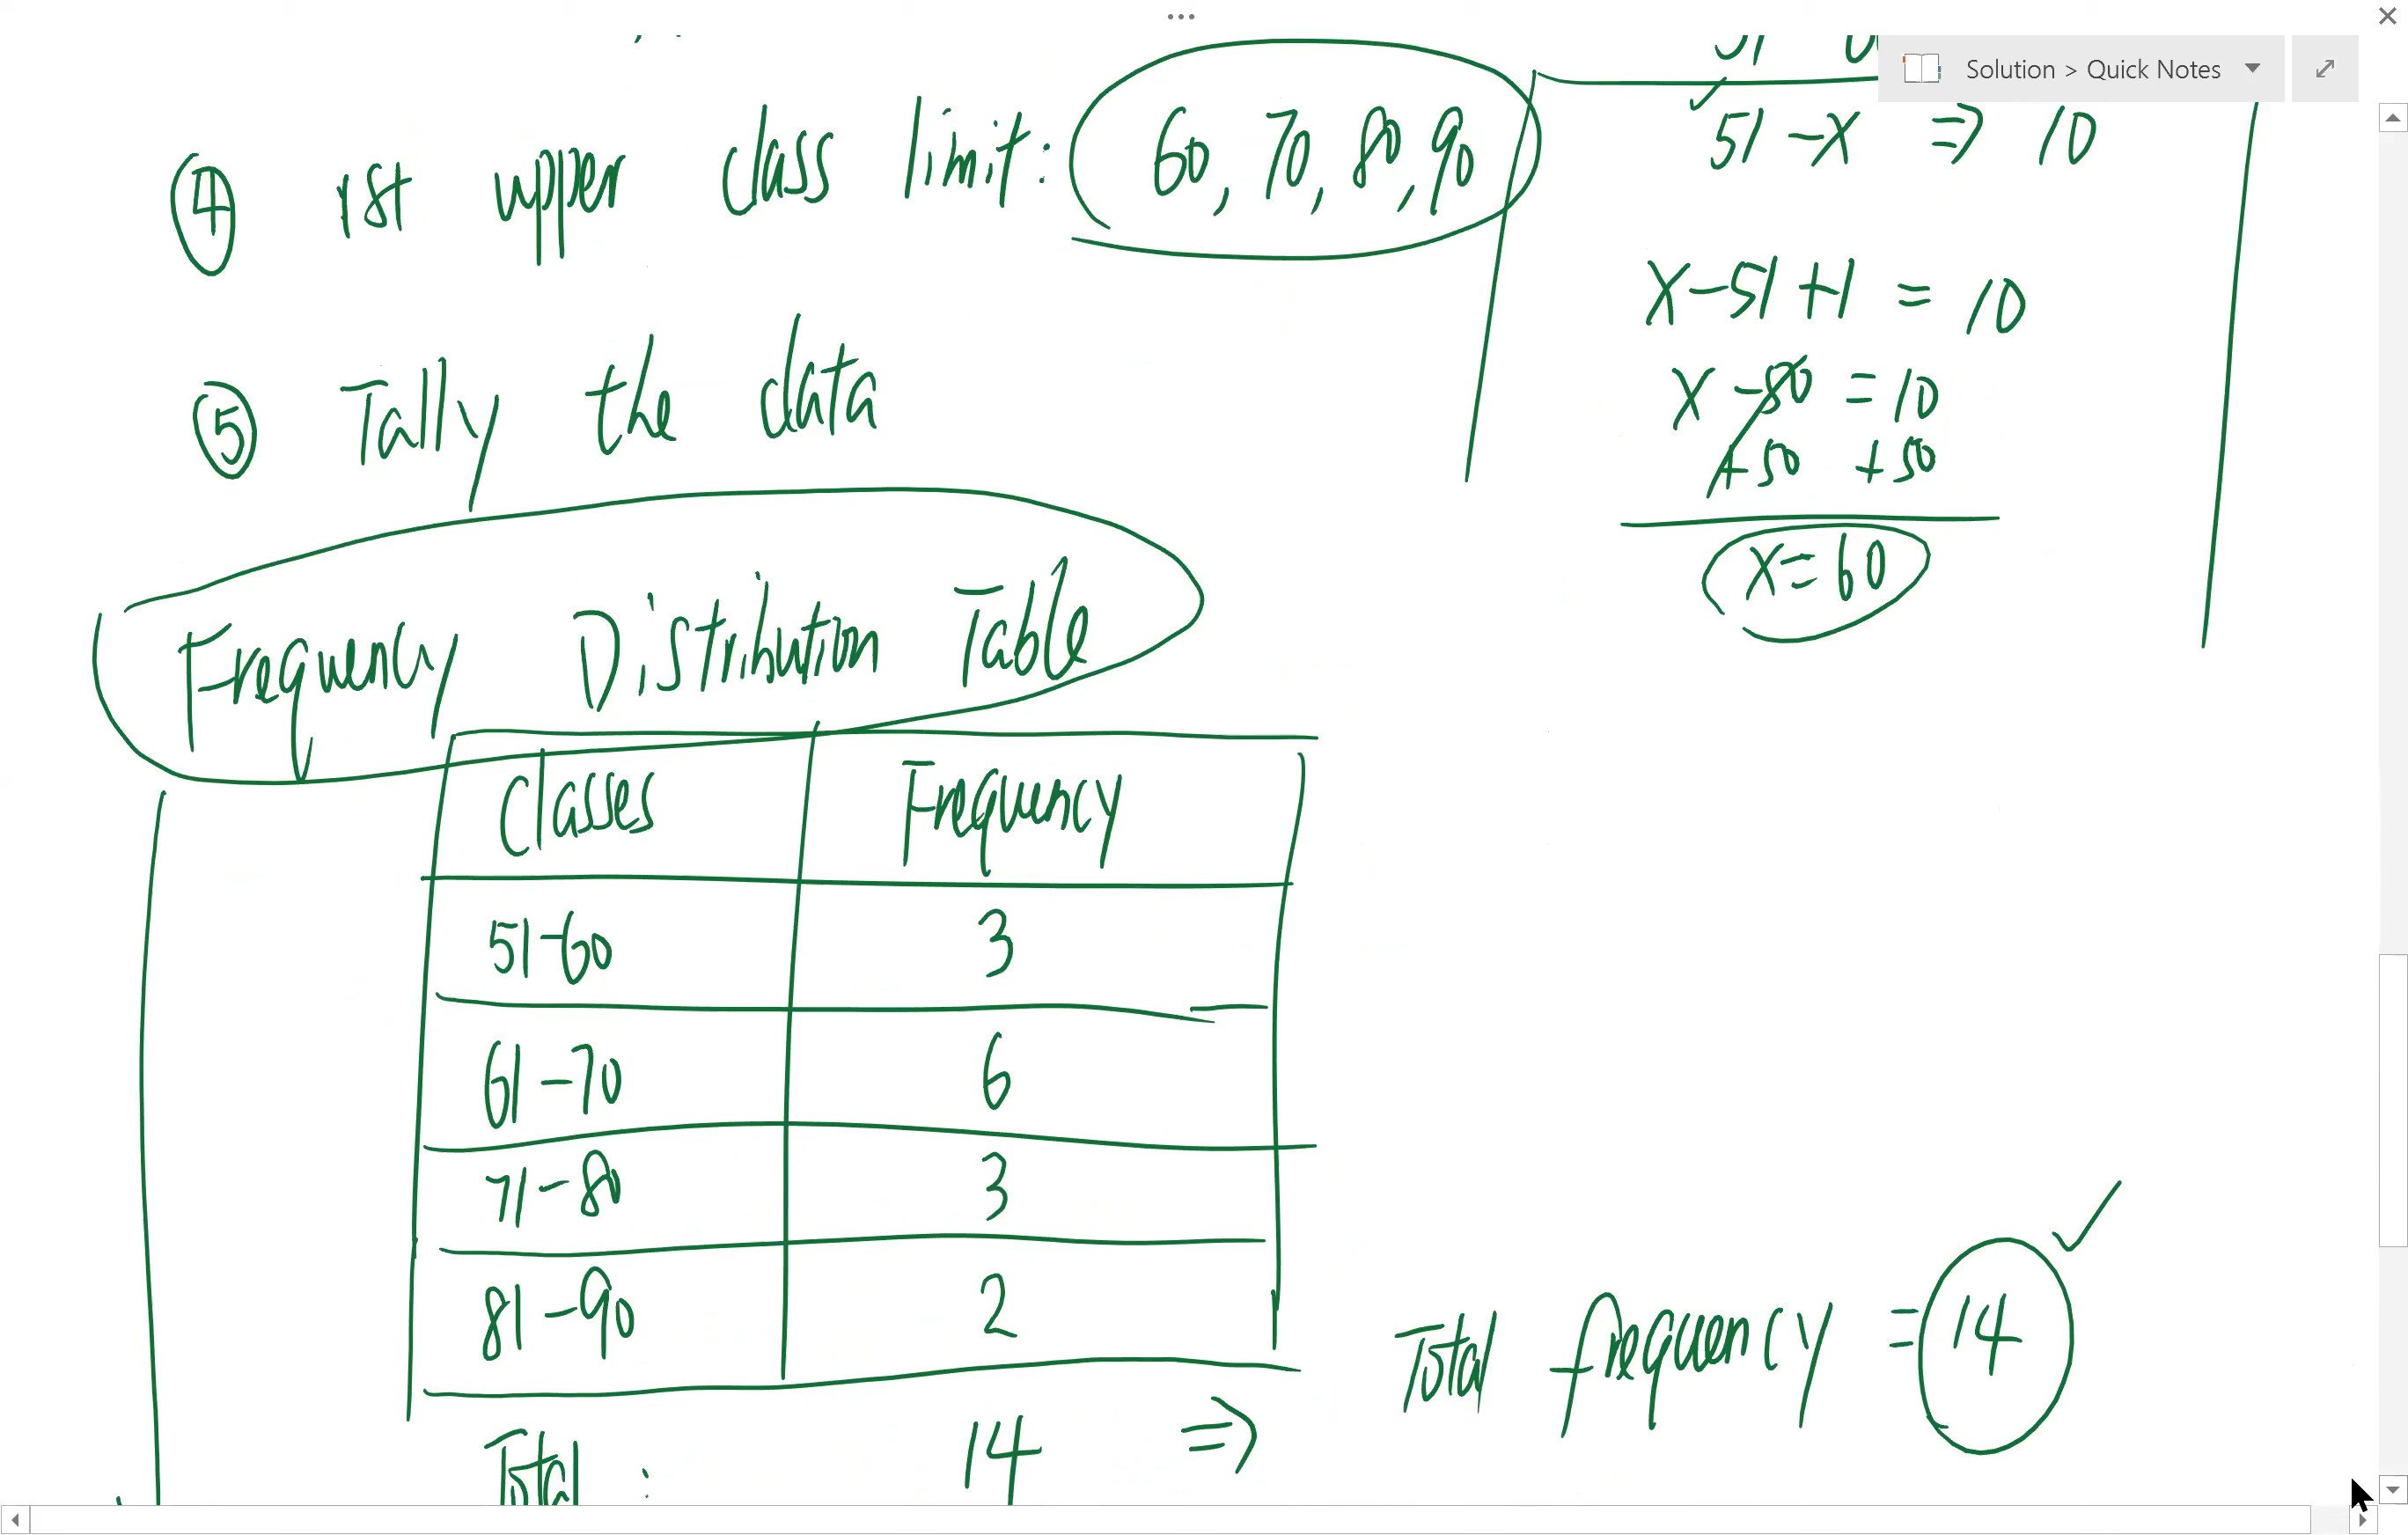 Solution > Quick Notes
④ 1st upper class limit: 60, 70, 80, 90
51 - x ⇒ 10
x - 51 + 1 = 10
x - 50 = 10
+50 +50
x = 60
⑤ Tally the data
Frequency Distribution Table
Classes Frequency
51-60 3
61-70 6
71-80 3
81-90 2
Total : 14 ⇒ Total frequency = 14 ✓